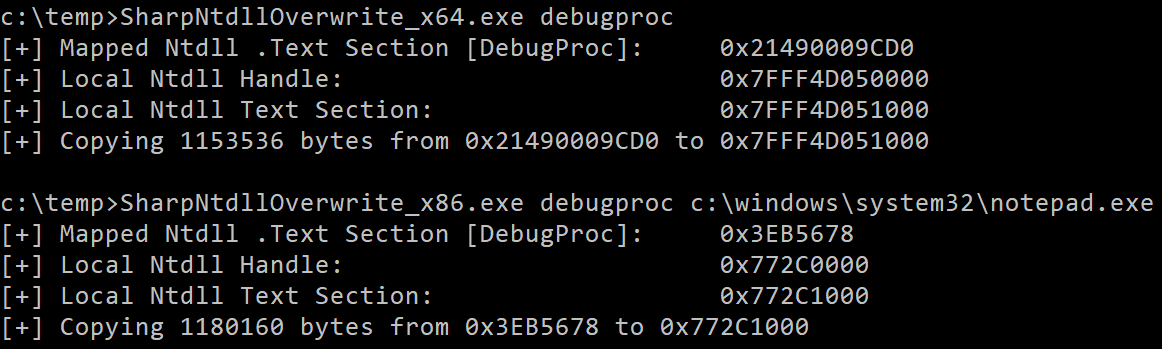 c:\temp>SharpNtdllOverwrite_x64.exe debugproc
[+] Mapped Ntdll .Text Section [DebugProc]: 0x21490009CD0
[+] Local Ntdll Handle: 0x7FFF4D050000
[+] Local Ntdll Text Section: 0x7FFF4D051000
[+] Copying 1153536 bytes from 0x21490009CD0 to 0x7FFF4D051000
c:\temp>SharpNtdllOverwrite_x86.exe debugproc c:\windows\system32\notepad.exe
[+] Mapped Ntdll .Text Section [DebugProc]: 0x3EB5678
[+] Local Ntdll Handle: 0x772C0000
[+] Local Ntdll Text Section: 0x772C1000
[+] Copying 1180160 bytes from 0x3EB5678 to 0x772C1000